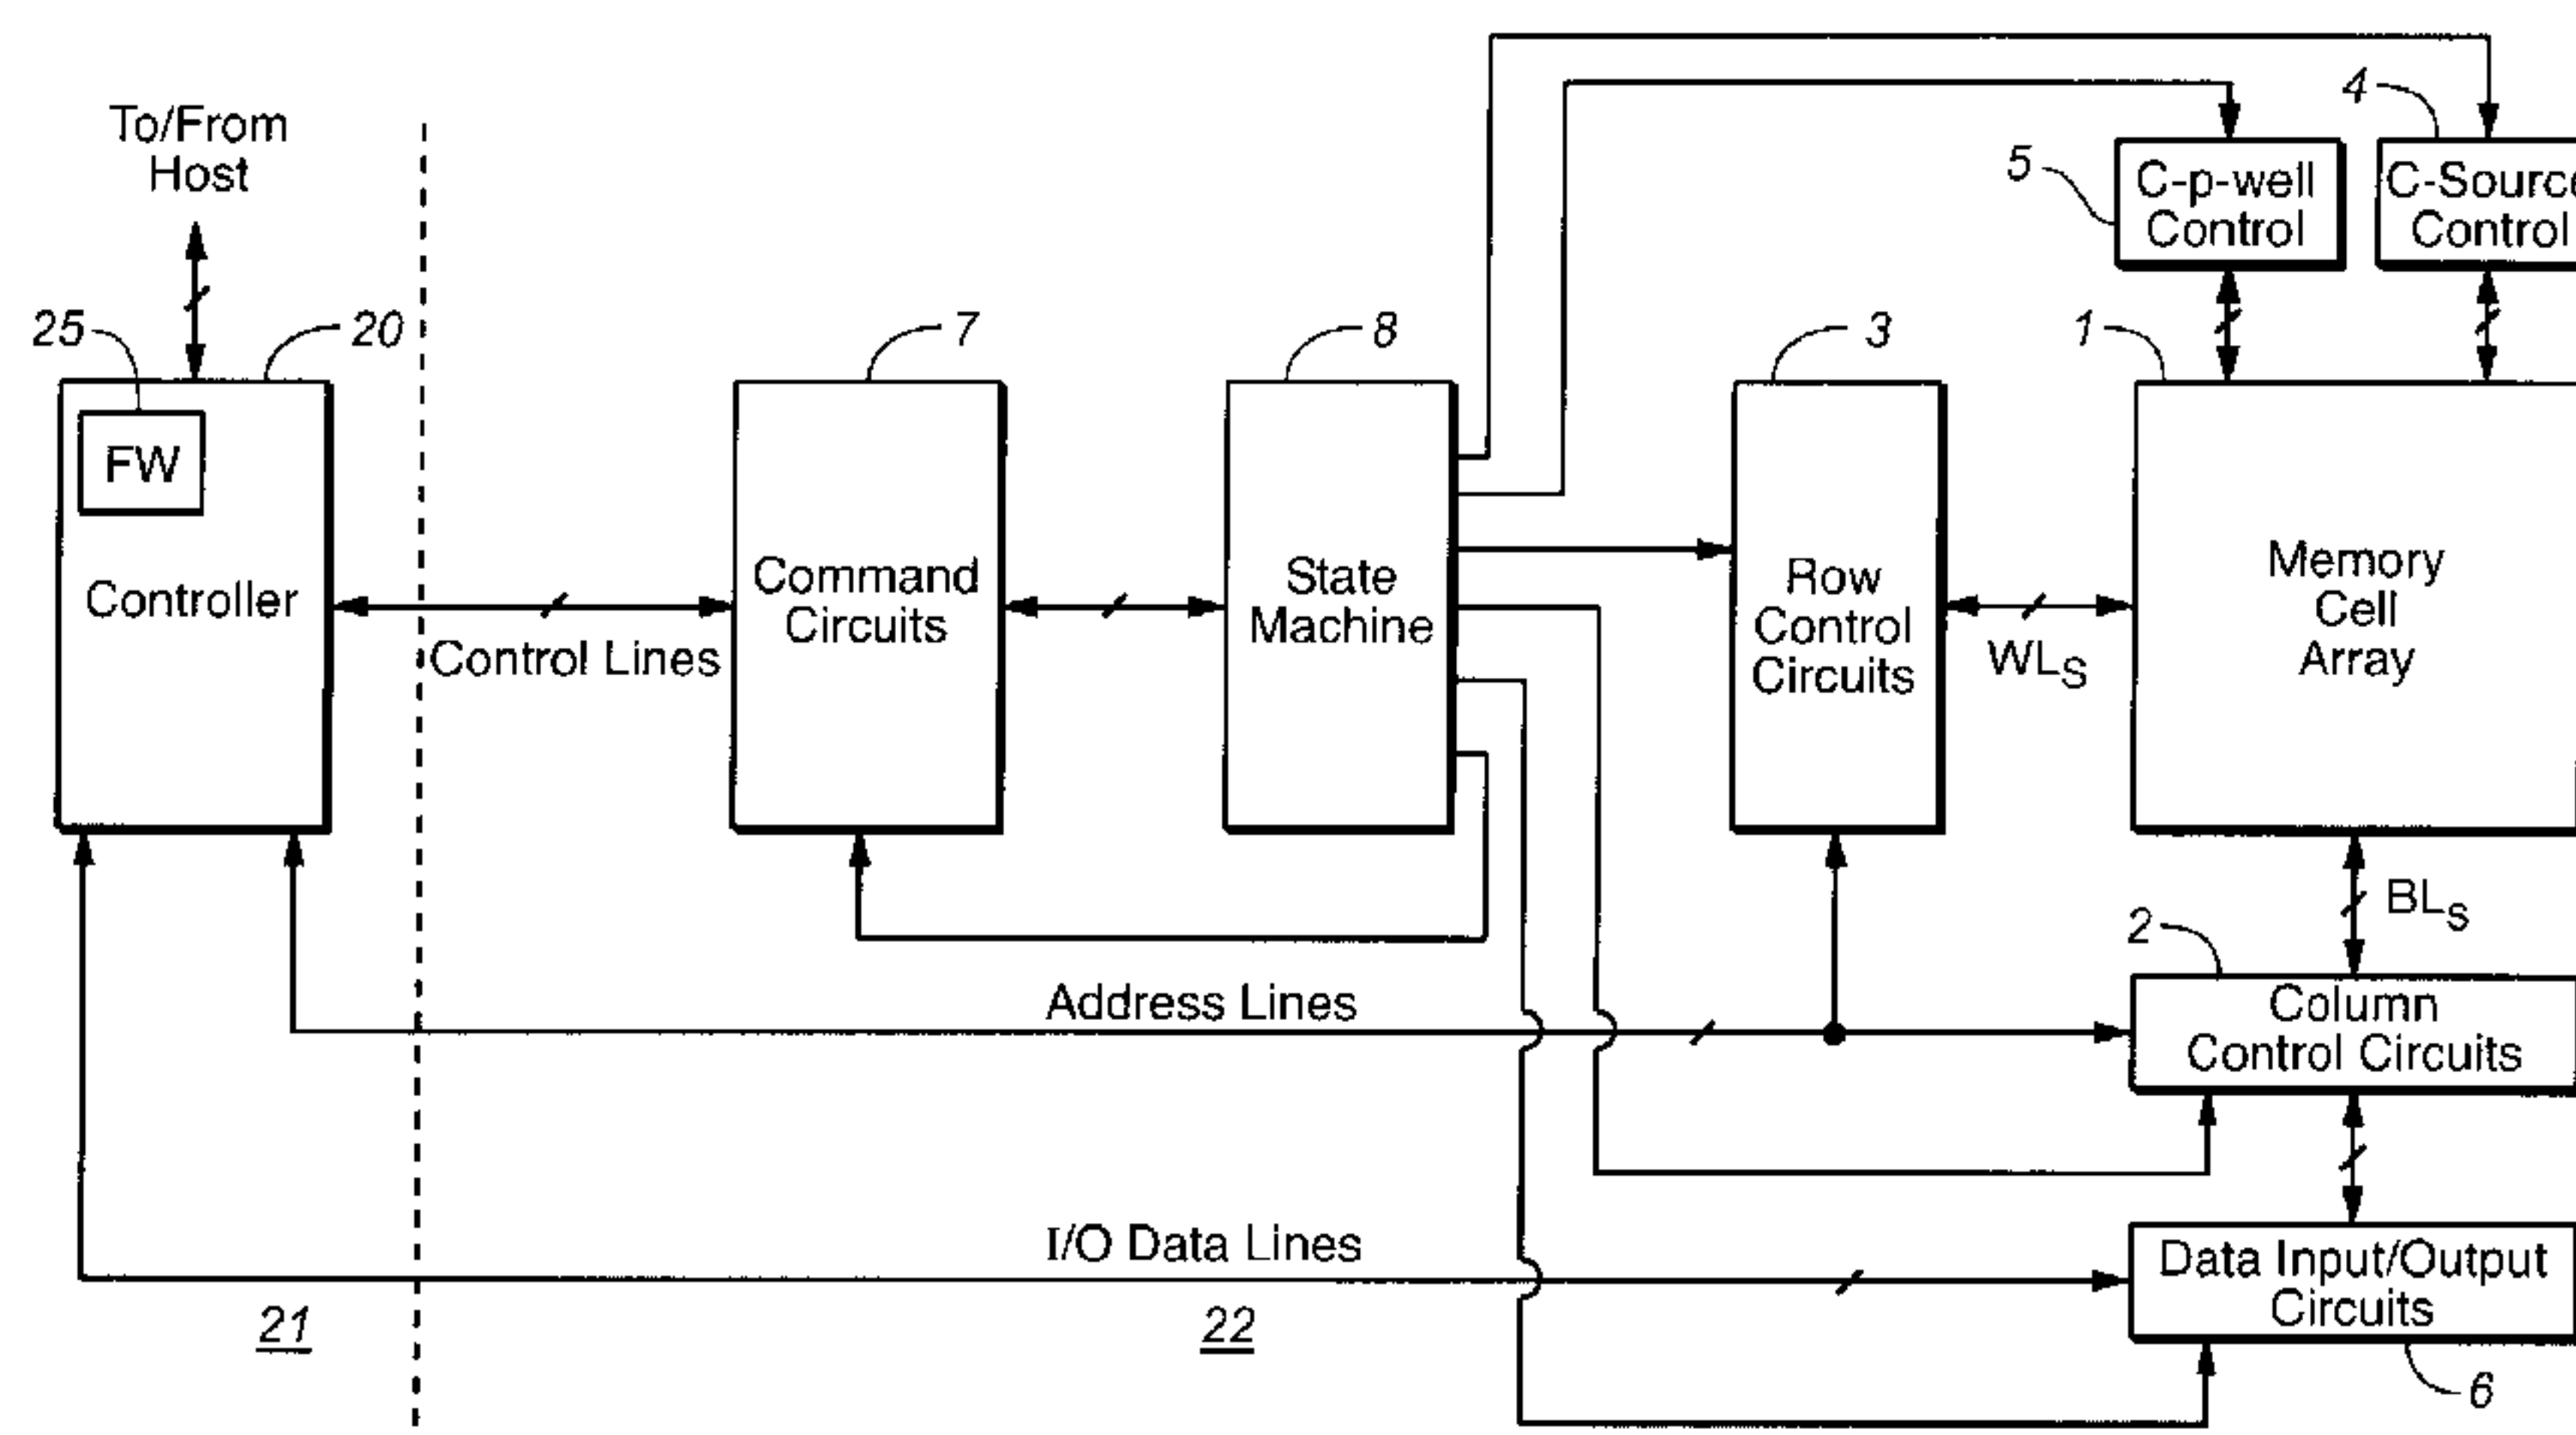 To/From
Host
25
20
FW
Controller
Control Lines
7
Command
Circuits
8
State
Machine
3
Row
Control
Circuits
WLS
5
C-p-well
Control
4
C-Source
Control
1
Memory
Cell
Array
BLS
2
Column
Control Circuits
Address Lines
I/O Data Lines
Data Input/Output
Circuits
6
21
22